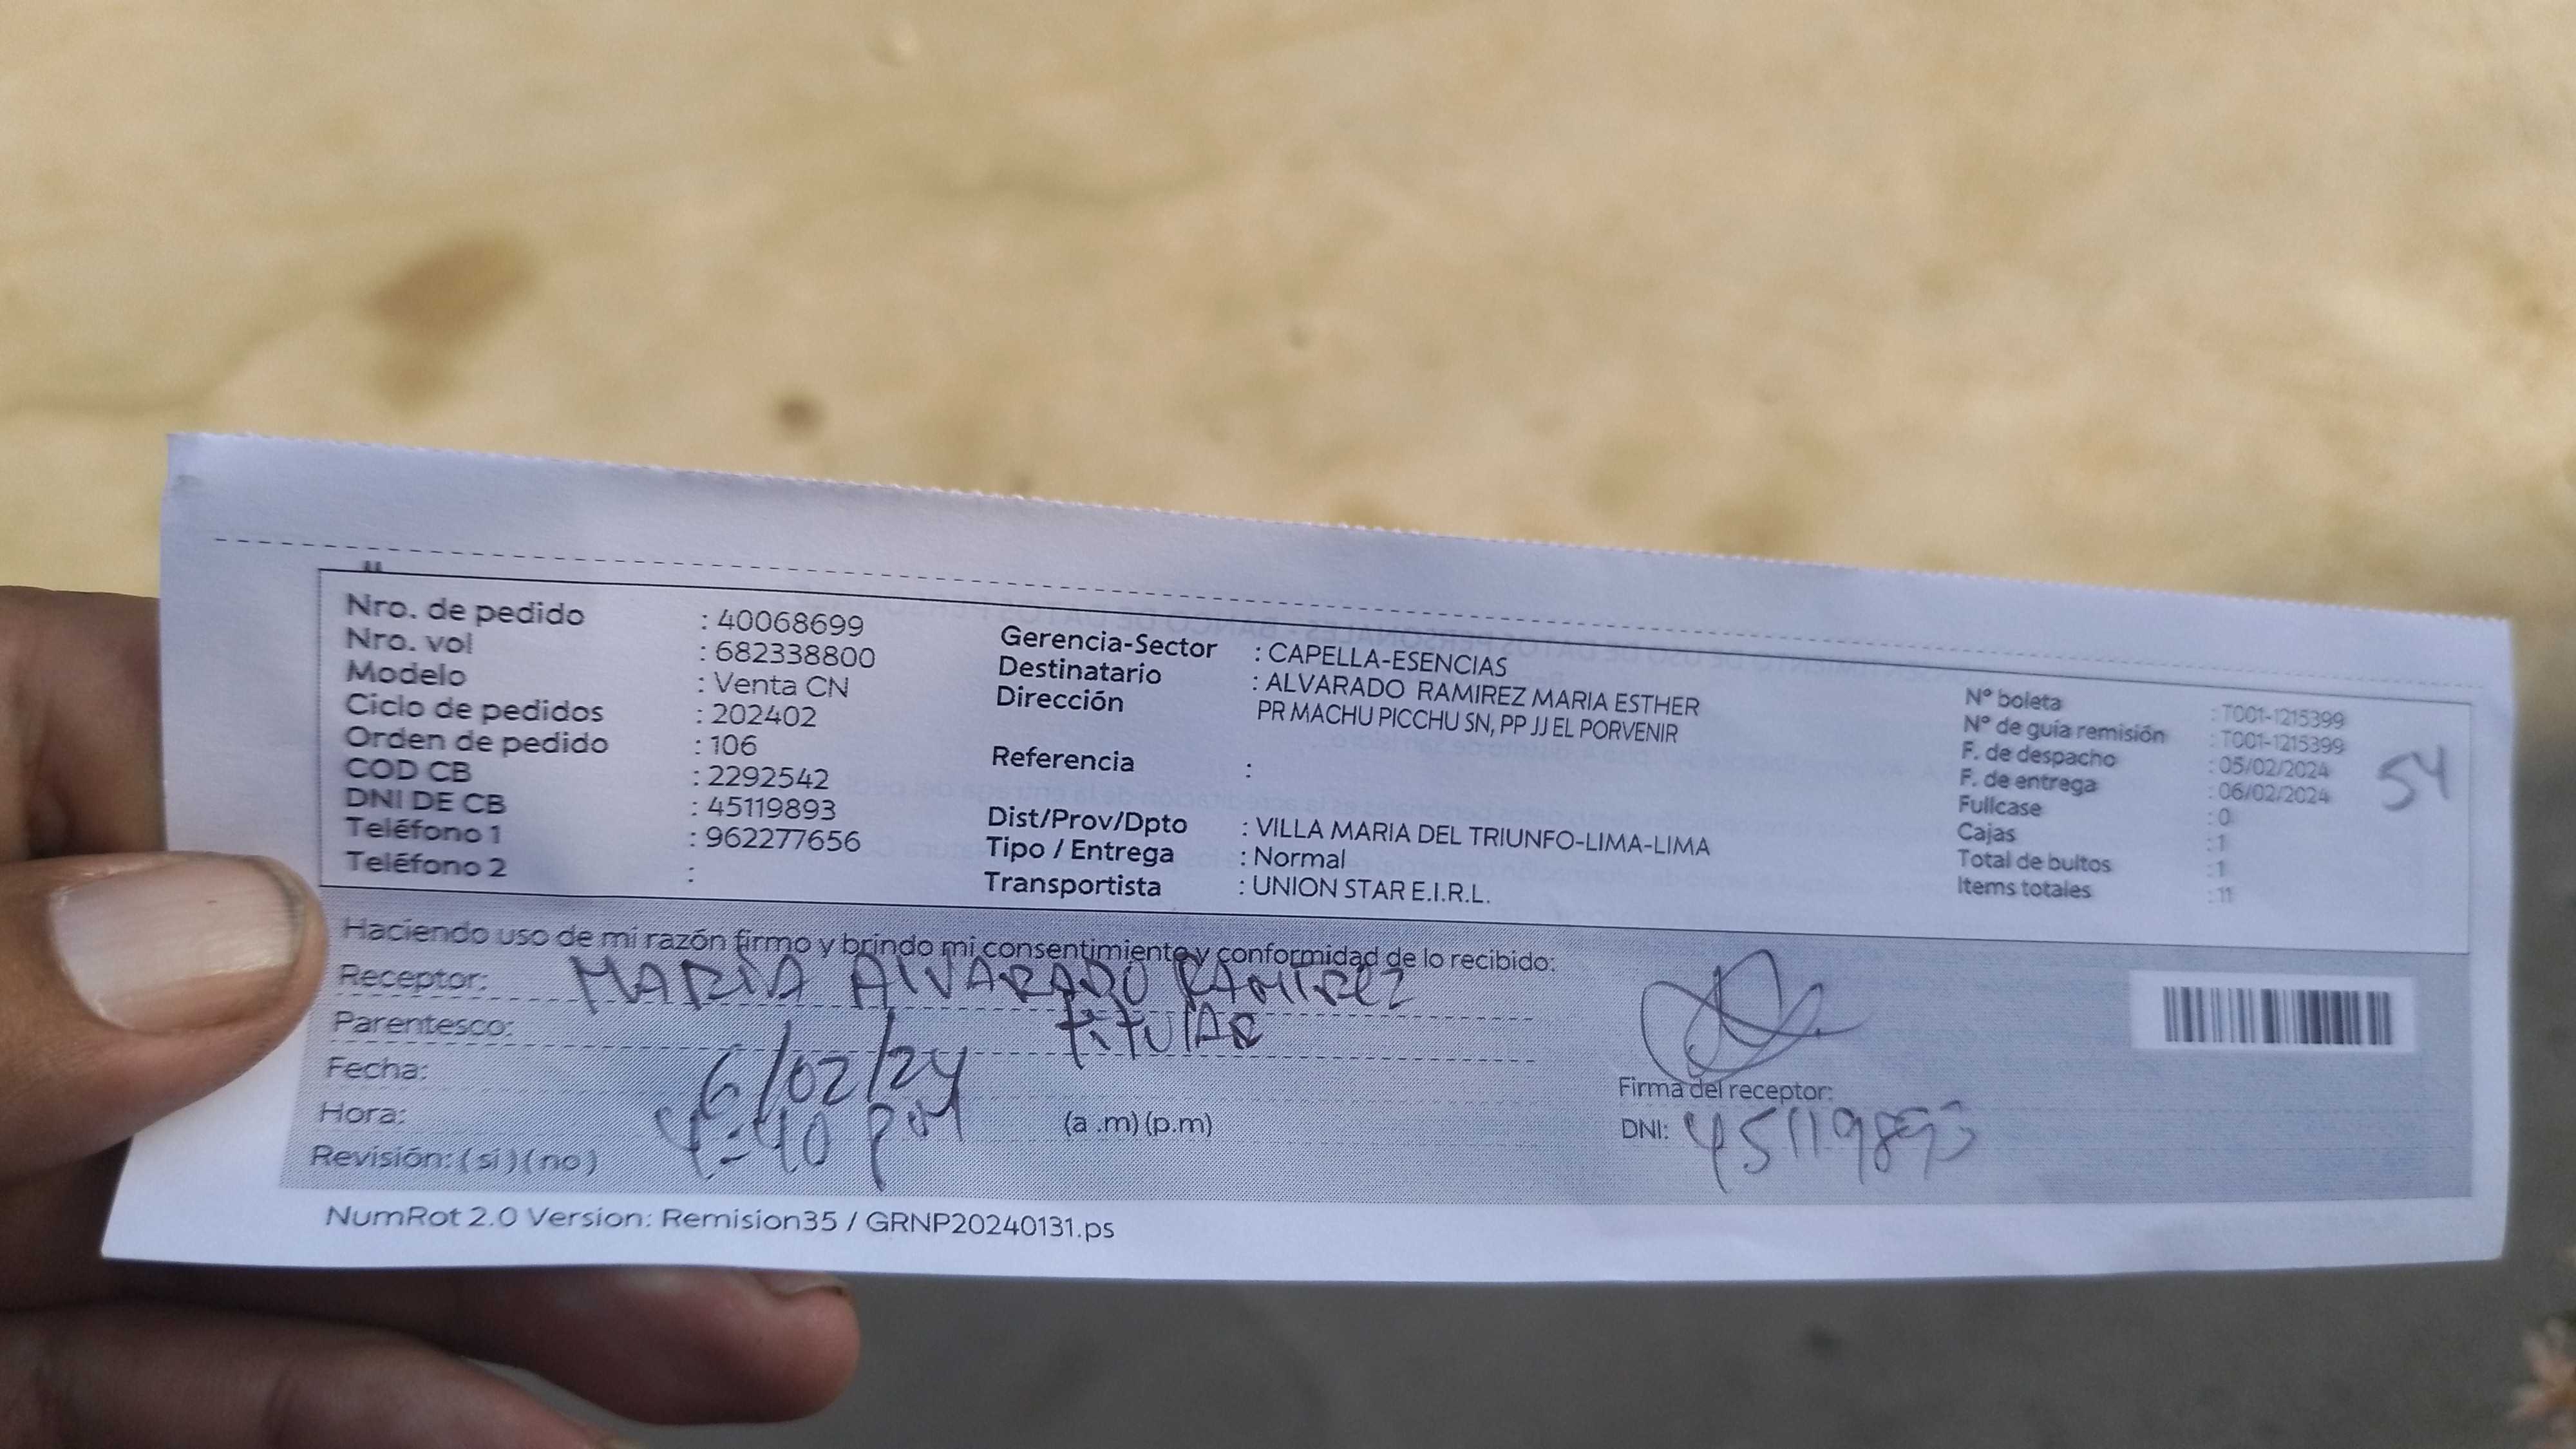 Nro. de pedido : 40068699
Nro. vol : 682338800
Modelo : Venta CN
Ciclo de pedidos : 202402
Orden de pedido : 106
COD CB : 2292542
DNI DE CB : 45119893
Teléfono 1 : 962277656
Teléfono 2 :
Gerencia-Sector : CAPELLA-ESENCIAS
Destinatario : ALVARADO RAMIREZ MARIA ESTHER
Dirección PR MACHU PICCHU SN, PP JJ EL PORVENIR
Referencia :
Dist/Prov/Dpto : VILLA MARIA DEL TRIUNFO-LIMA-LIMA
Tipo / Entrega : Normal
Transportista : UNION STAR E.I.R.L.
Nº boleta : T001-1215399
Nº de guía remisión : T001-1215399
F. de despacho : 05/02/2024
F. de entrega : 06/02/2024
Fullcase : 0
Cajas : 1
Total de bultos : 1
Items totales : 11
54
Haciendo uso de mi razón firmo y brindo mi consentimiento y conformidad de lo recibido:
Receptor: MARIA ALVARADO RAMIREZ
Parentesco: titular
Fecha: 6/02/24
Hora: 4:40 pm (a .m) (p.m)
Revisión: ( si ) ( no )
Firma del receptor:
DNI: 45119893
NumRot 2.0 Version: Remision35 / GRNP20240131.ps